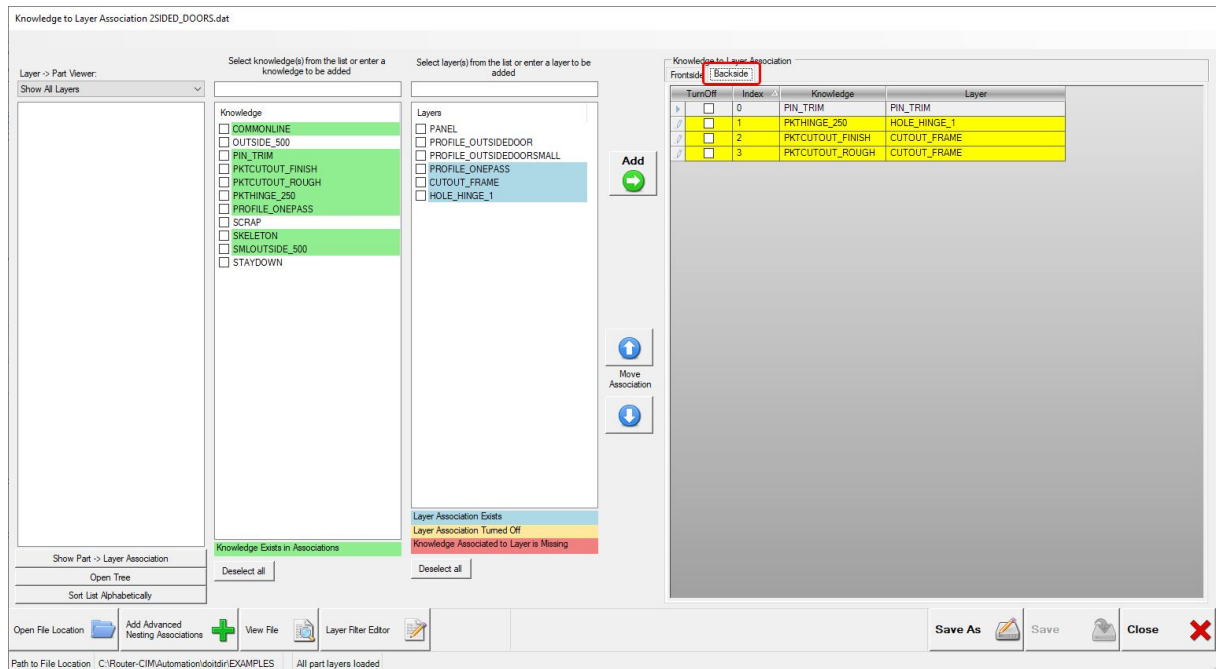 Knowledge to Layer Association 2SIDED_DOORS.dat
Layer -> Part Viewer:
Show All Layers
Show Part -> Layer Association
Open Tree
Sort List Alphabetically
Select knowledge(s) from the list or enter a
knowledge to be added
Knowledge
COMMONLINE
OUTSIDE_500
PIN_TRIM
PKTCUTOUT_FINISH
PKTCUTOUT_ROUGH
PKTHINGE_250
PROFILE_ONEPASS
SCRAP
SKELETON
SMLOUTSIDE_500
STAYDOWN
Knowledge Exists in Associations
Deselect all
Select layer(s) from the list or enter a layer to be
added
Layers
PANEL
PROFILE_OUTSIDEDOOR
PROFILE_OUTSIDEDOORSMALL
PROFILE_ONEPASS
CUTOUT_FRAME
HOLE_HINGE_1
Layer Association Exists
Layer Association Turned Off
Knowledge Associated to Layer is Missing
Deselect all
Add
Move
Association
Knowledge to Layer Association
Frontside Backside
TurnOff Index Knowledge Layer
0 PIN_TRIM PIN_TRIM
1 PKTHINGE_250 HOLE_HINGE_1
2 PKTCUTOUT_FINISH CUTOUT_FRAME
3 PKTCUTOUT_ROUGH CUTOUT_FRAME
Open File Location
Add Advanced
Nesting Associations
View File
Layer Filter Editor
Save As
Save
Close
Path to File Location C:\Router-CIM\Automation\doitdir\EXAMPLES All part layers loaded